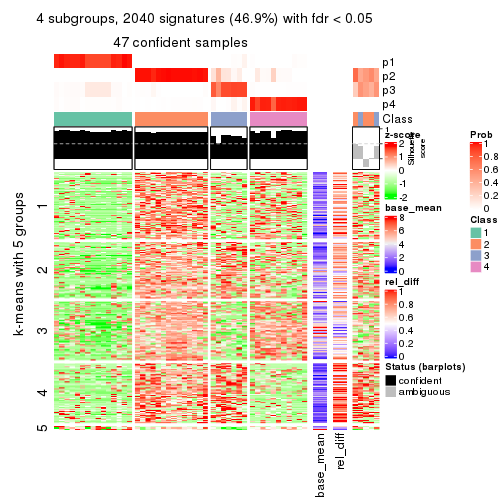 4 subgroups, 2040 signatures (46.9%) with fdr < 0.05
47 confident samples
p1
p2
p3
p4
Class
1
Silhouette
score
k-means with 5 groups
1
2
3
4
5
base_mean
rel_diff
z-score
2
1
0
-1
-2
base_mean
8
6
4
2
0
rel_diff
1
0.8
0.6
0.4
0.2
0
Status (barplots)
confident
ambiguous
Prob
1
0.8
0.6
0.4
0.2
0
Class
1
2
3
4